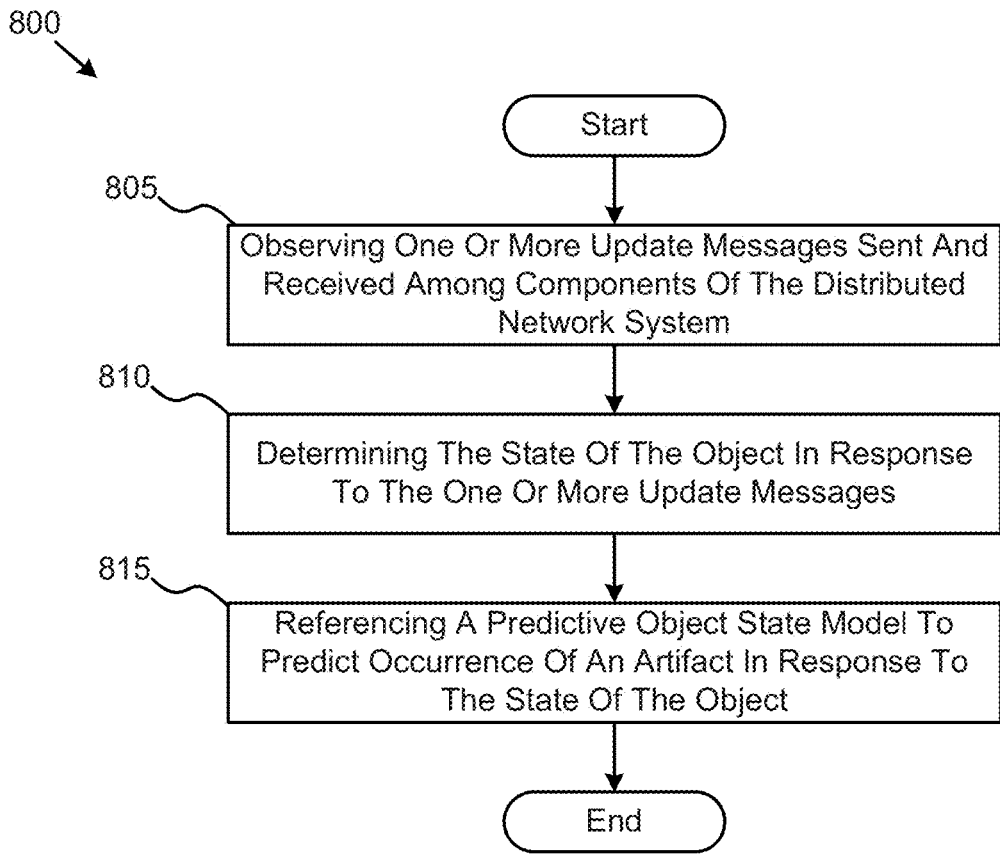 800
Start
805
Observing One Or More Update Messages Sent And
Received Among Components Of The Distributed
Network System
810
Determining The State Of The Object In Response
To The One Or More Update Messages
815
Referencing A Predictive Object State Model To
Predict Occurrence Of An Artifact In Response To
The State Of The Object
End